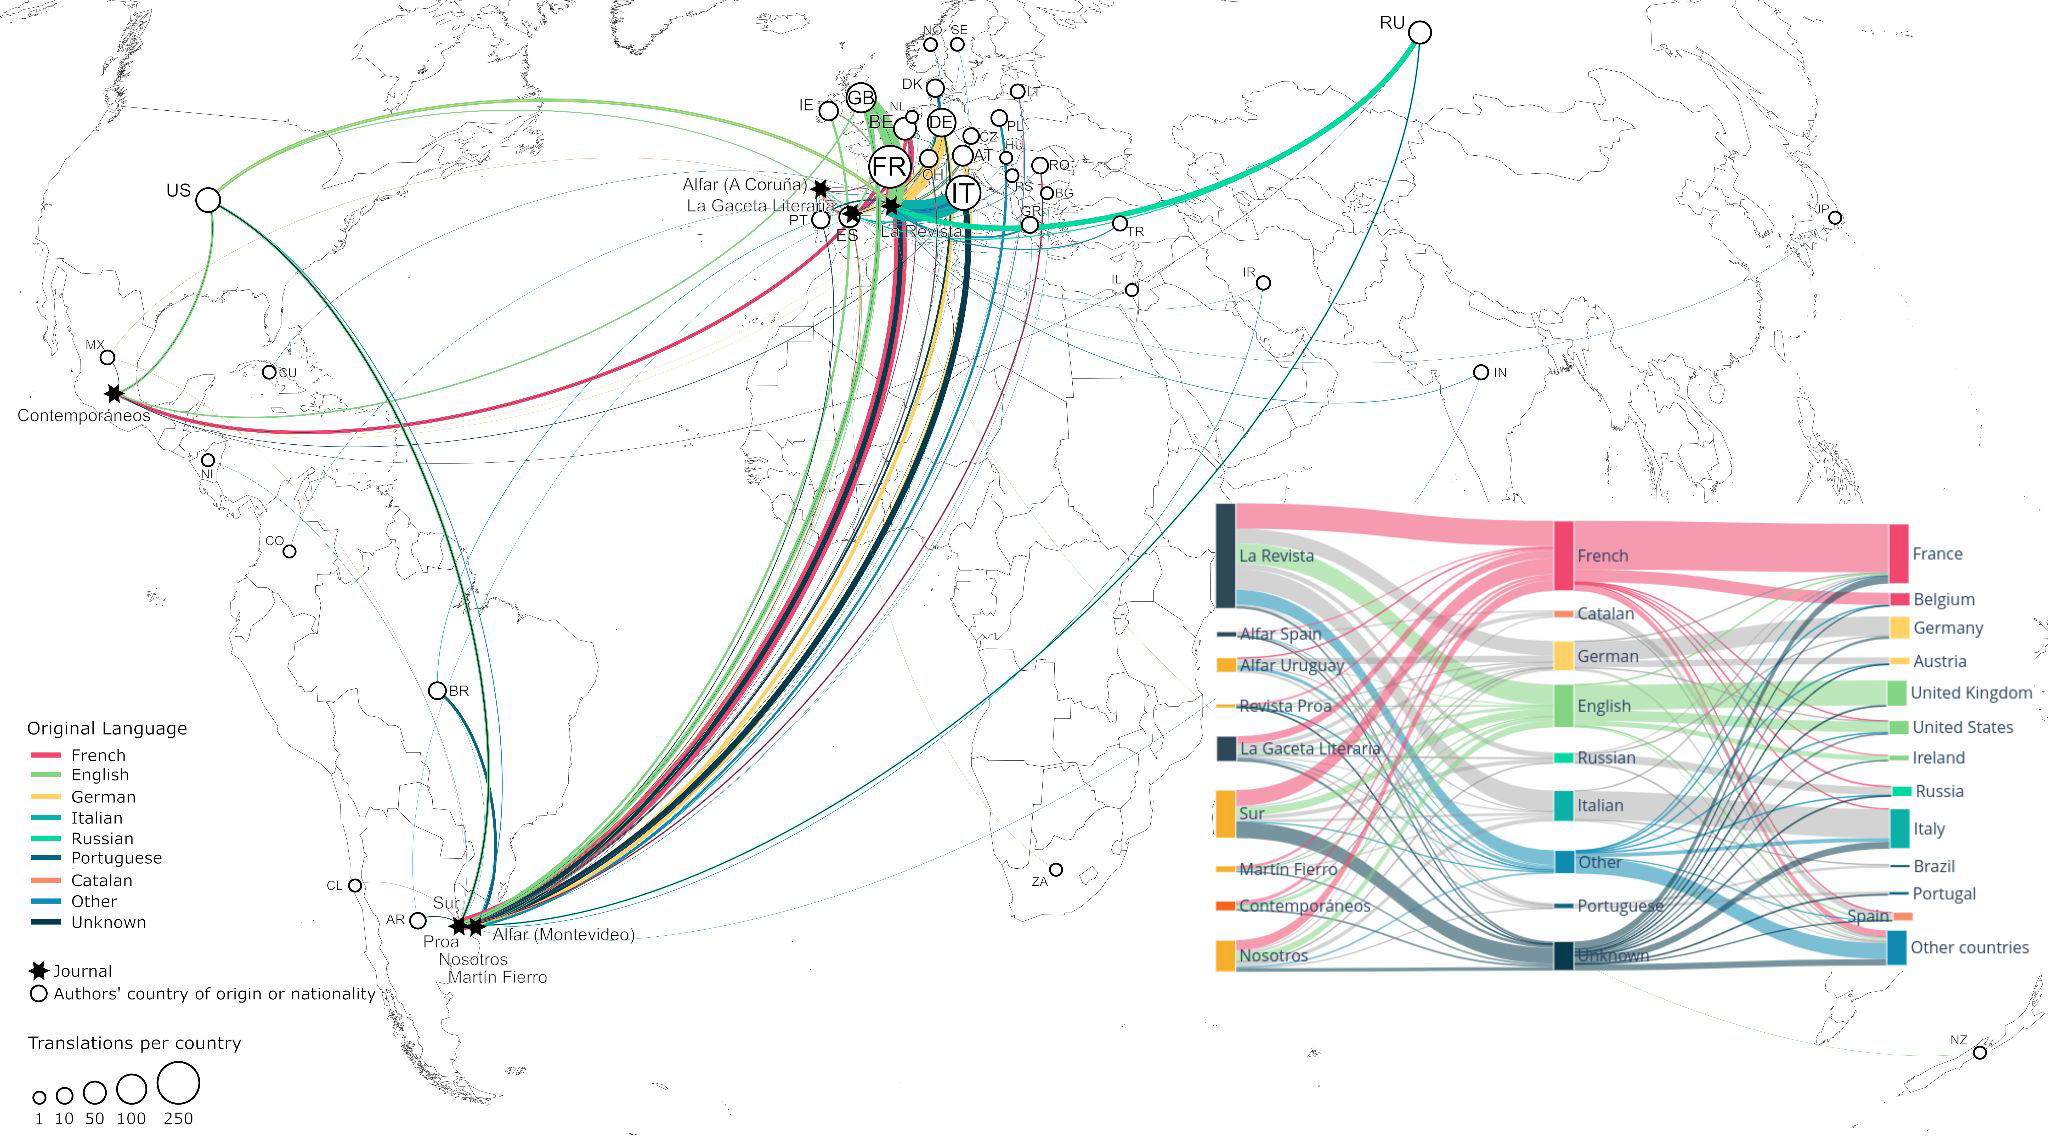 RU
NO
SE
DK
LT
IE
GB
NL
BE
DE
PL
CZ
HU
FR
AT
CH
RO
RS
BG
IT
US
Alfar (A Coruña)
La Gaceta Literaria
PT
ES
La Revista
GR
TR
JP
IL
IR
IN
MX
CU
Contemporáneos
NI
CO
BR
CL
AR
Sur
Proa
Alfar (Montevideo)
Nosotros
Martín Fierro
ZA
NZ
Original Language
French
English
German
Italian
Russian
Portuguese
Catalan
Other
Unknown
Journal
Authors' country of origin or nationality
Translations per country
1 10 50 100 250
La Revista
Alfar Spain
Alfar Uruguay
Revista Proa
La Gaceta Literaria
Sur
Martín Fierro
Contemporáneos
Nosotros
French
Catalan
German
English
Russian
Italian
Other
Portuguese
Unknown
France
Belgium
Germany
Austria
United Kingdom
United States
Ireland
Russia
Italy
Brazil
Portugal
Spain
Other countries